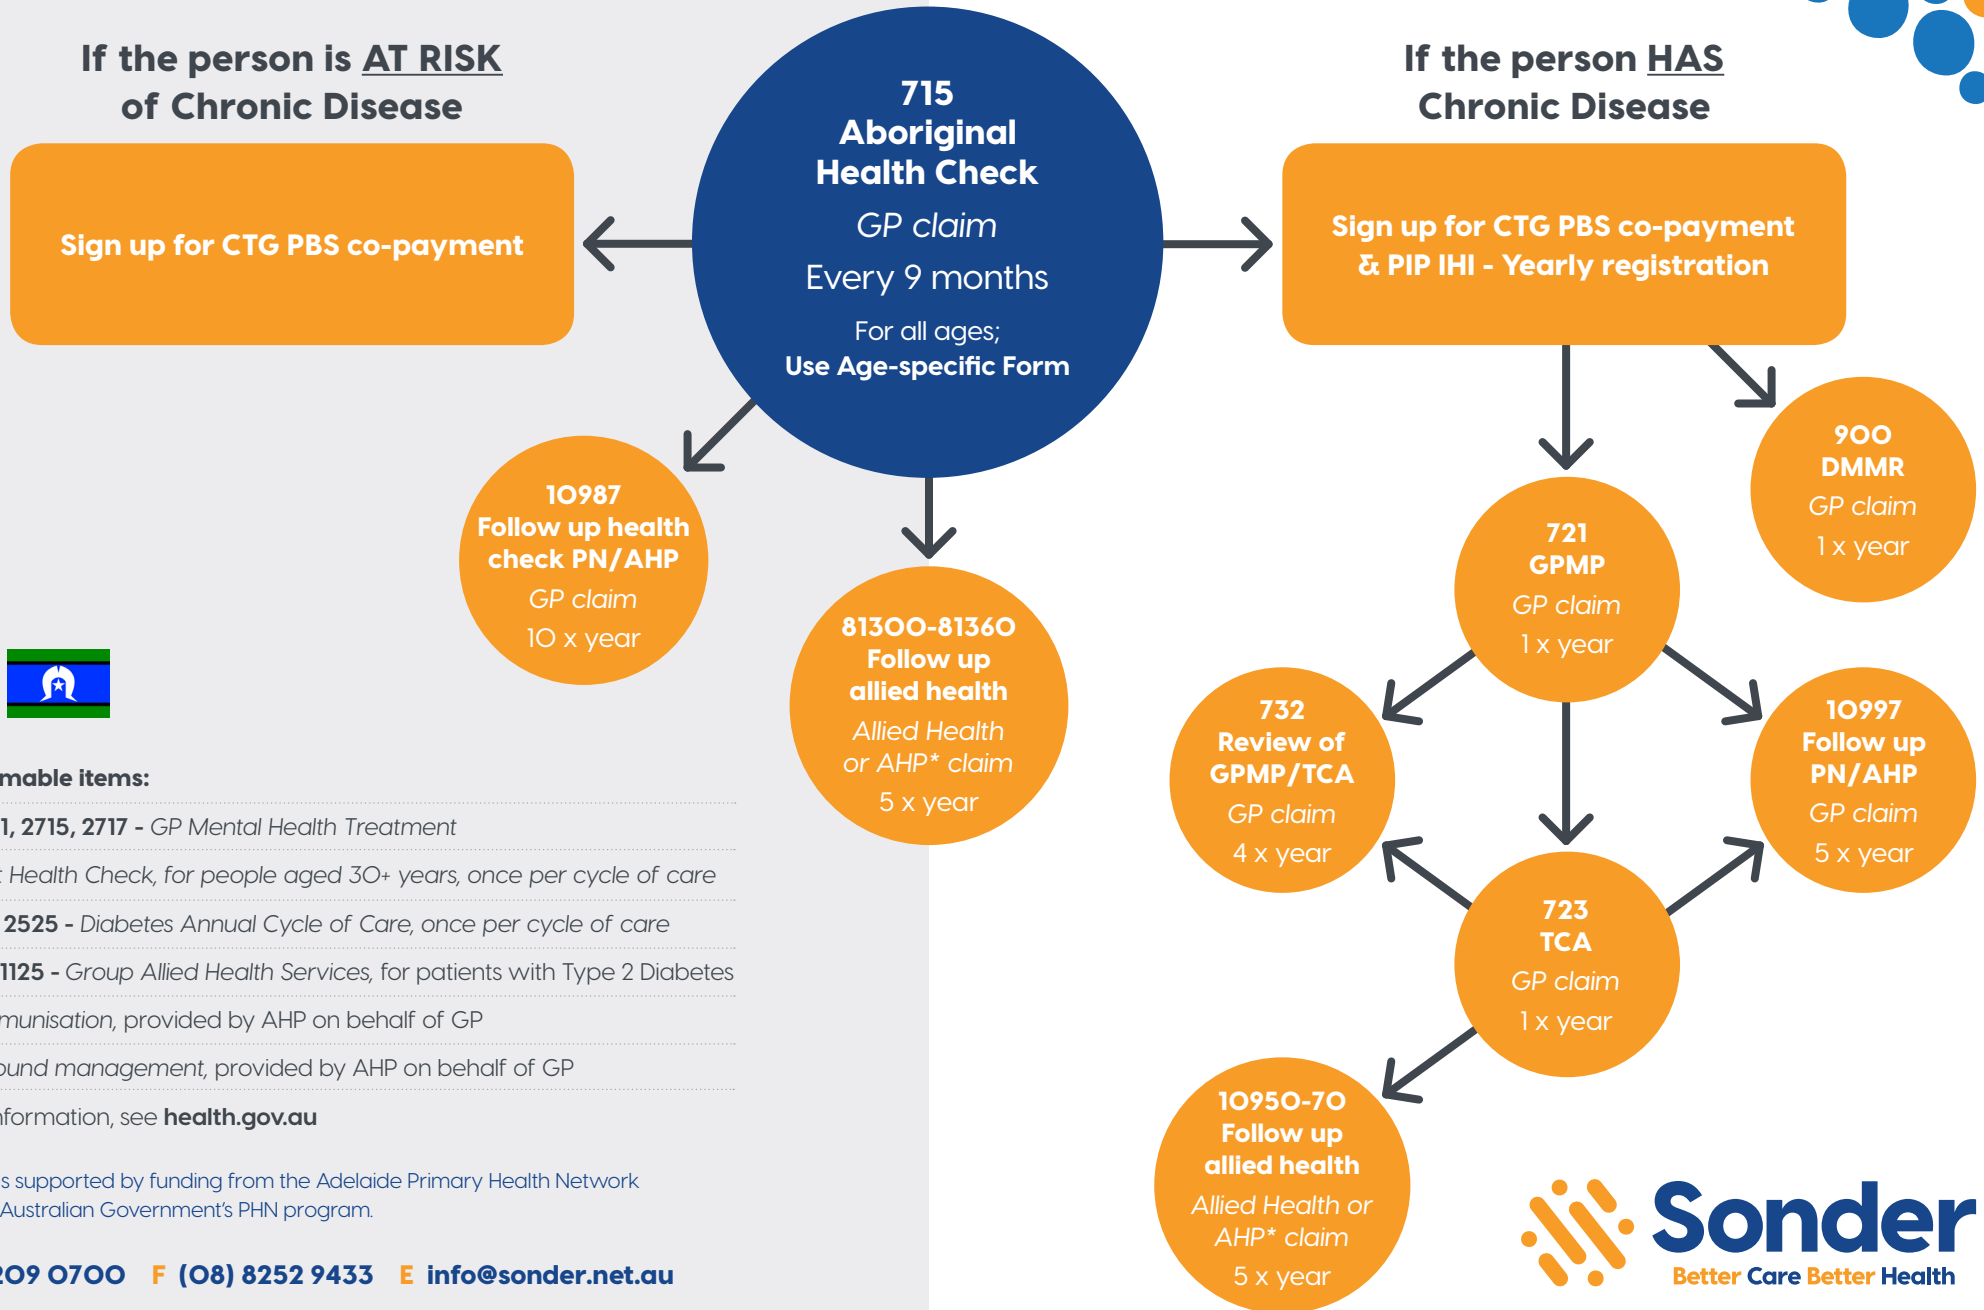 If the person is AT RISK
of Chronic Disease
Sign up for CTG PBS co-payment
715
Aboriginal
Health Check
GP claim
Every 9 months
For all ages;
Use Age-specific Form
If the person HAS
Chronic Disease
Sign up for CTG PBS co-payment
& PIP IHI - Yearly registration
10987
Follow up health
check PN/AHP
GP claim
10 x year
81300-81360
Follow up
allied health
Allied Health
or AHP* claim
5 x year
900
DMMR
GP claim
1 x year
721
GPMP
GP claim
1 x year
732
Review of
GPMP/TCA
GP claim
4 x year
10997
Follow up
PN/AHP
GP claim
5 x year
723
TCA
GP claim
1 x year
10950-70
Follow up
allied health
Allied Health or
AHP* claim
5 x year
mable items:
1, 2715, 2717 - GP Mental Health Treatment
Health Check, for people aged 30+ years, once per cycle of care
2525 - Diabetes Annual Cycle of Care, once per cycle of care
1125 - Group Allied Health Services, for patients with Type 2 Diabetes
munisation, provided by AHP on behalf of GP
ound management, provided by AHP on behalf of GP
nformation, see health.gov.au
s supported by funding from the Adelaide Primary Health Network
Australian Government's PHN program.
209 0700 F (08) 8252 9433 E info@sonder.net.au
Sonder
Better Care Better Health